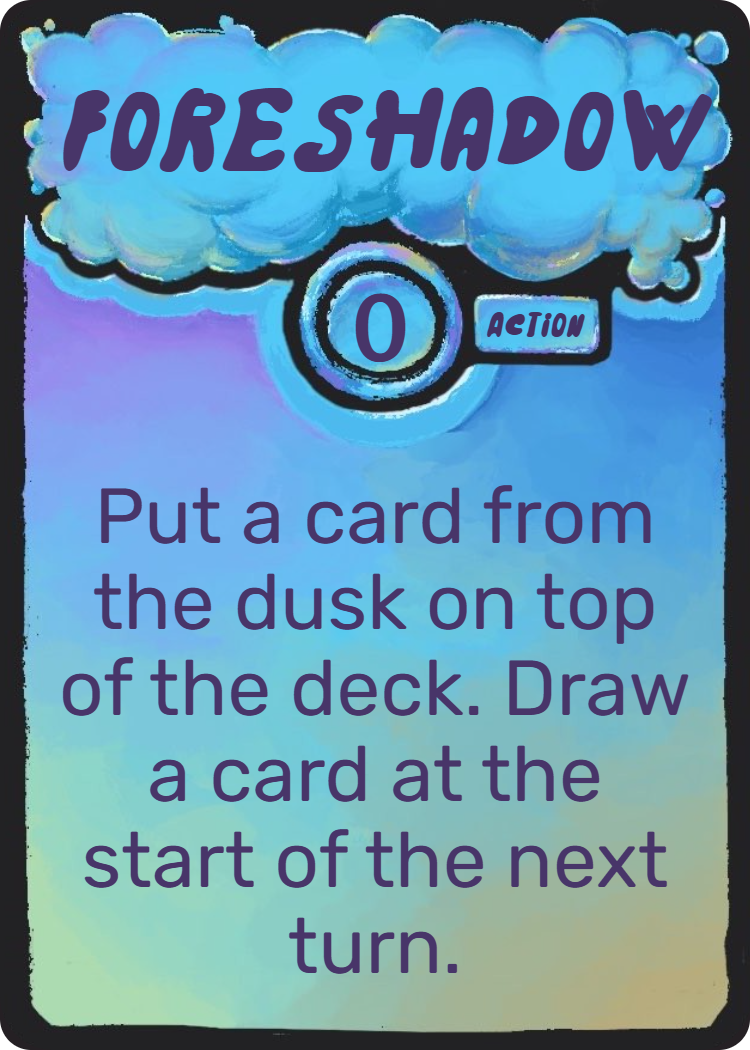 FORESHADOW
0
ACTION
Put a card from
the dusk on top
of the deck. Draw
a card at the
start of the next
turn.